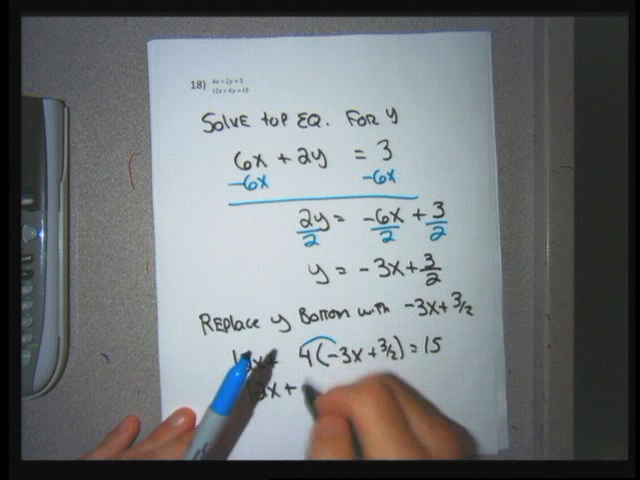 18) 6x + 2y = 3
12x + 4y = 15
SOLVE TOP EQ. FOR Y
6x + 2y = 3
-6x -6x
2y/2 = -6x/2 + 3/2
y = -3x + 3/2
REPLACE y BOTTOM WITH -3x + 3/2
12x + 4(-3x + 3/2) = 15
12x +